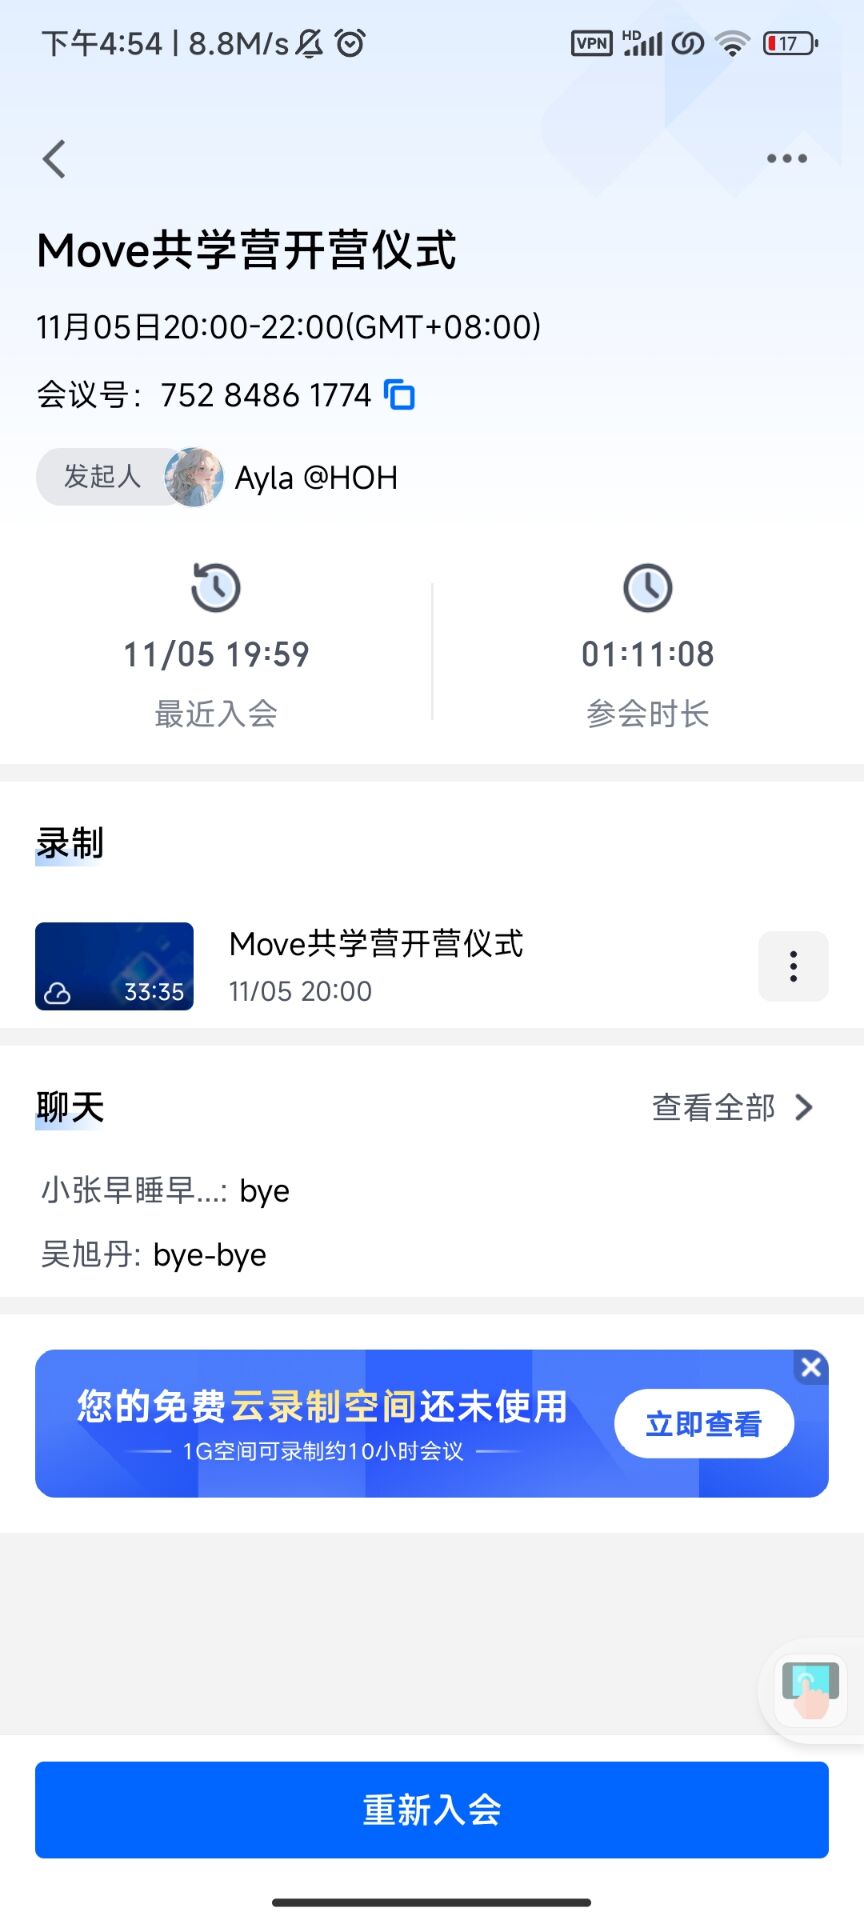 下午4:54 | 8.8M/s
VPN HD 17
Move共学营开营仪式
11月05日20:00-22:00(GMT+08:00)
会议号: 752 8486 1774
发起人 Ayla @HOH
11/05 19:59 01:11:08
最近入会 参会时长
录制
Move共学营开营仪式
33:35 11/05 20:00
聊天 查看全部
小张早睡早...: bye
吴旭丹: bye-bye
您的免费云录制空间还未使用
1G空间可录制约10小时会议
立即查看
重新入会